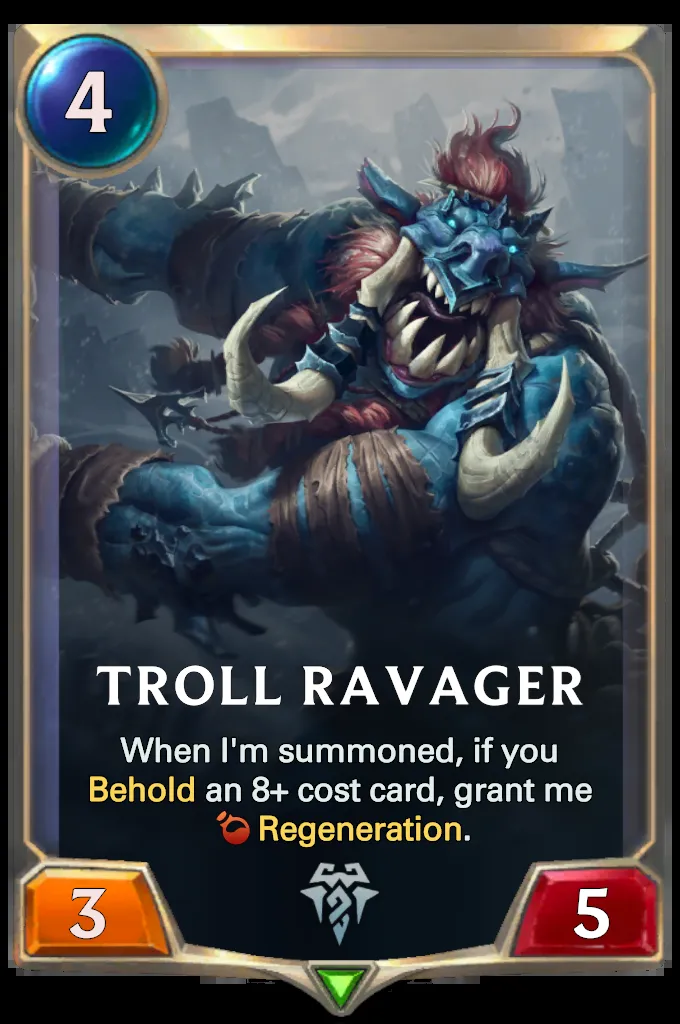 4
TROLL RAVAGER
When I'm summoned, if you
Behold an 8+ cost card, grant me
Regeneration.
3
5